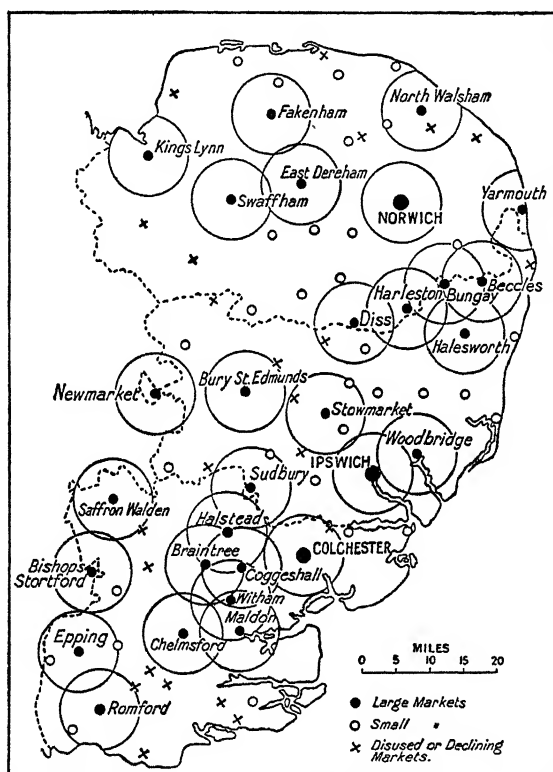 Fakenham
North Walsham
Kings Lynn
East Dereham
Swaffham
NORWICH
Yarmouth
Harleston
Bungay
Beccles
Diss
Halesworth
Newmarket
Bury St. Edmunds
Stowmarket
Woodbridge
IPSWICH
Sudbury
Saffron Walden
Halstead
Braintree
COLCHESTER
Coggeshall
Bishops
Stortford
Witham
Maldon
Epping
Chelmsford
Romford
MILES
0 5 10 20
Large Markets
Small "
x Disused or Declining
Markets.